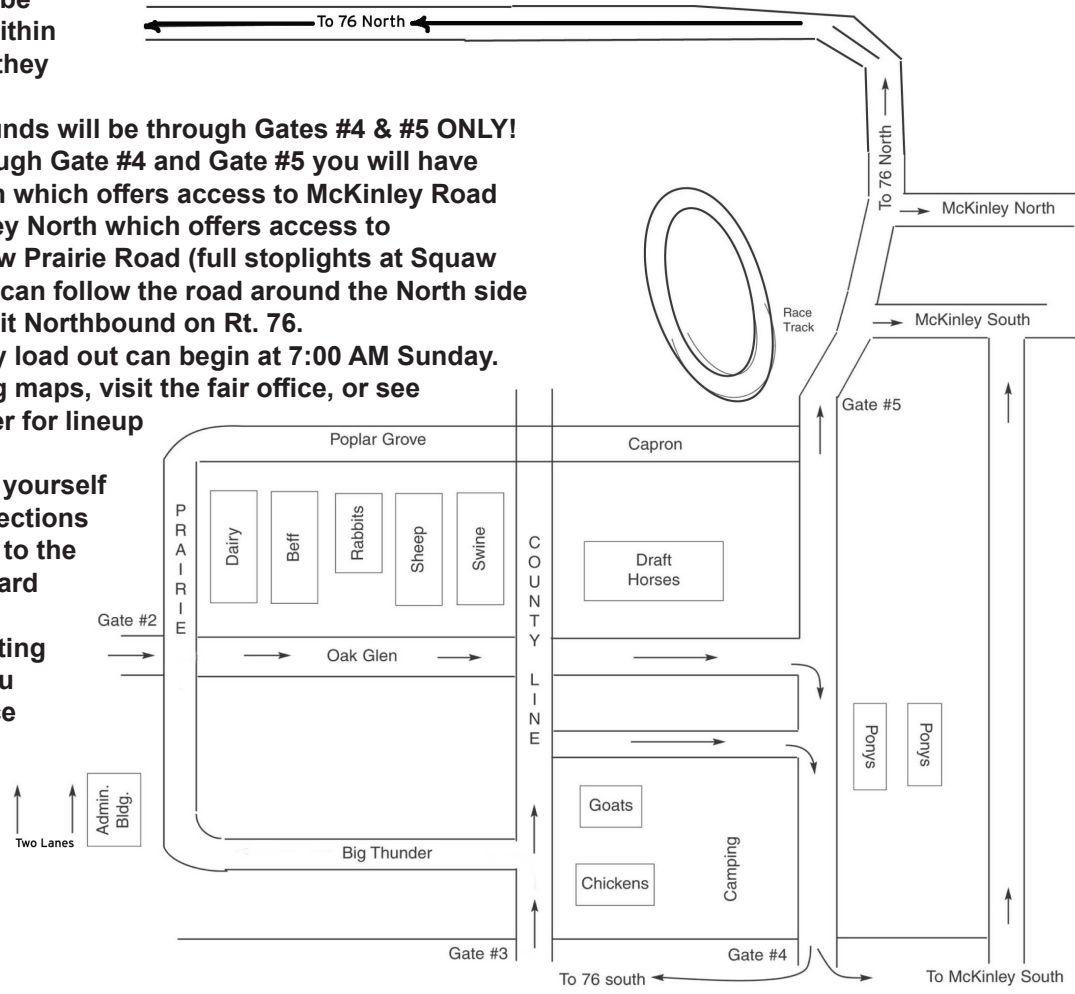 be
ithin
they
unds will be through Gates #4 & #5 ONLY!
ugh Gate #4 and Gate #5 you will have
h which offers access to McKinley Road
ey North which offers access to
w Prairie Road (full stoplights at Squaw
can follow the road around the North side
it Northbound on Rt. 76.
y load out can begin at 7:00 AM Sunday.
g maps, visit the fair office, or see
er for lineup
yourself
ections
to the
ard
ting
u
ce
To 76 North
To 76 North
McKinley North
McKinley South
Race
Track
Gate #5
Poplar Grove
Capron
PRAIRIE
Dairy
Beff
Rabbits
Sheep
Swine
COUNTY LINE
Draft
Horses
Gate #2
Oak Glen
Ponys
Ponys
Admin.
Bldg.
Two Lanes
Goats
Big Thunder
Chickens
Camping
Gate #3
Gate #4
To 76 south
To McKinley South